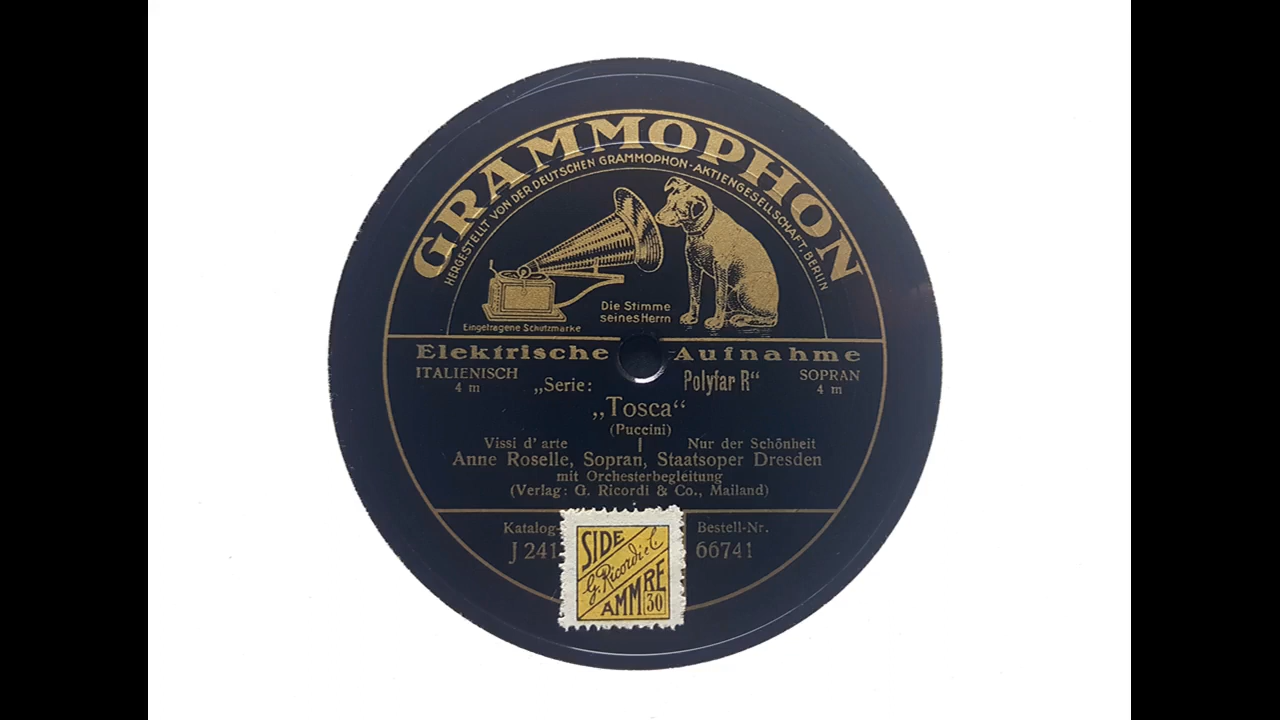 GRAMMOPHON
HERGESTELLT VON DER DEUTSCHEN GRAMMOPHON-AKTIENGESELLSCHAFT. BERLIN
Die Stimme
seines Herrn
Eingetragene Schutzmarke
Elektrische Aufnahme
ITALIENISCH SOPRAN
4 m „Serie: Polyfar R“ 4 m
„Tosca“
(Puccini)
Vissi d' arte | Nur der Schönheit
Anne Roselle, Sopran, Staatsoper Dresden
mit Orchesterbegleitung
(Verlag: G. Ricordi & Co., Mailand)
Katalog- Bestell-Nr.
J 241 66741
SIDE
G. Ricordi e C.
AMMRE
30